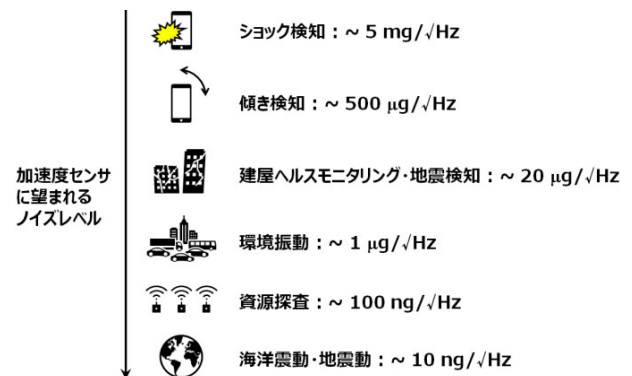 ショック検知：~ 5 mg/√Hz
傾き検知：~ 500 μg/√Hz
加速度センサ
に望まれる
ノイズレベル
建屋ヘルスモニタリング・地震検知：~ 20 μg/√Hz
環境振動：~ 1 μg/√Hz
資源探査：~ 100 ng/√Hz
海洋震動・地震動：~ 10 ng/√Hz